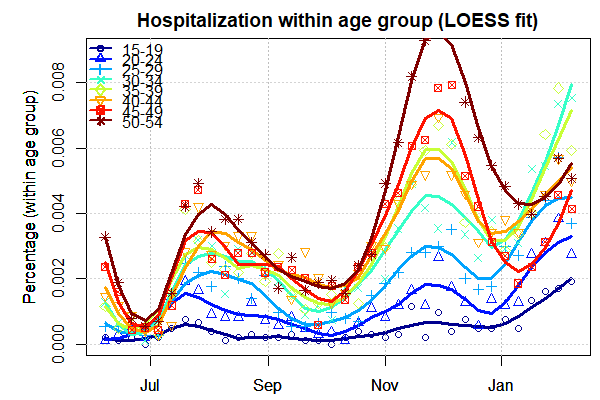 Hospitalization within age group (LOESS fit)
Percentage (within age group)
0.008
0.006
0.004
0.002
0.000
15-19
20-24
25-29
30-34
35-39
40-44
45-49
50-54
Jul
Sep
Nov
Jan